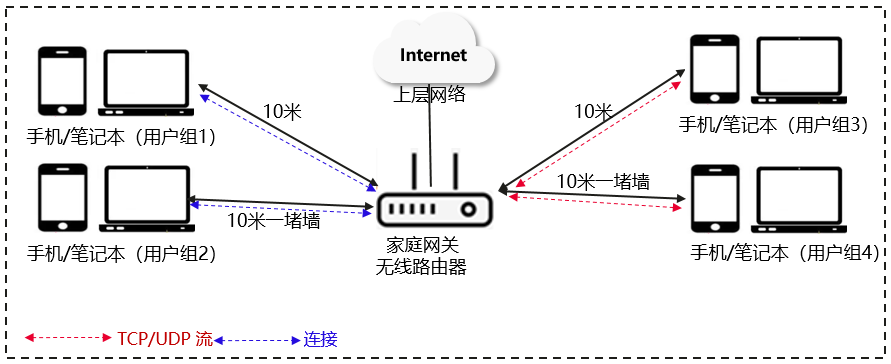 Internet
上层网络
10米
10米
手机/笔记本（用户组1）
手机/笔记本（用户组3）
10米一堵墙
10米一堵墙
手机/笔记本（用户组2）
家庭网关
无线路由器
手机/笔记本（用户组4）
TCP/UDP 流
连接